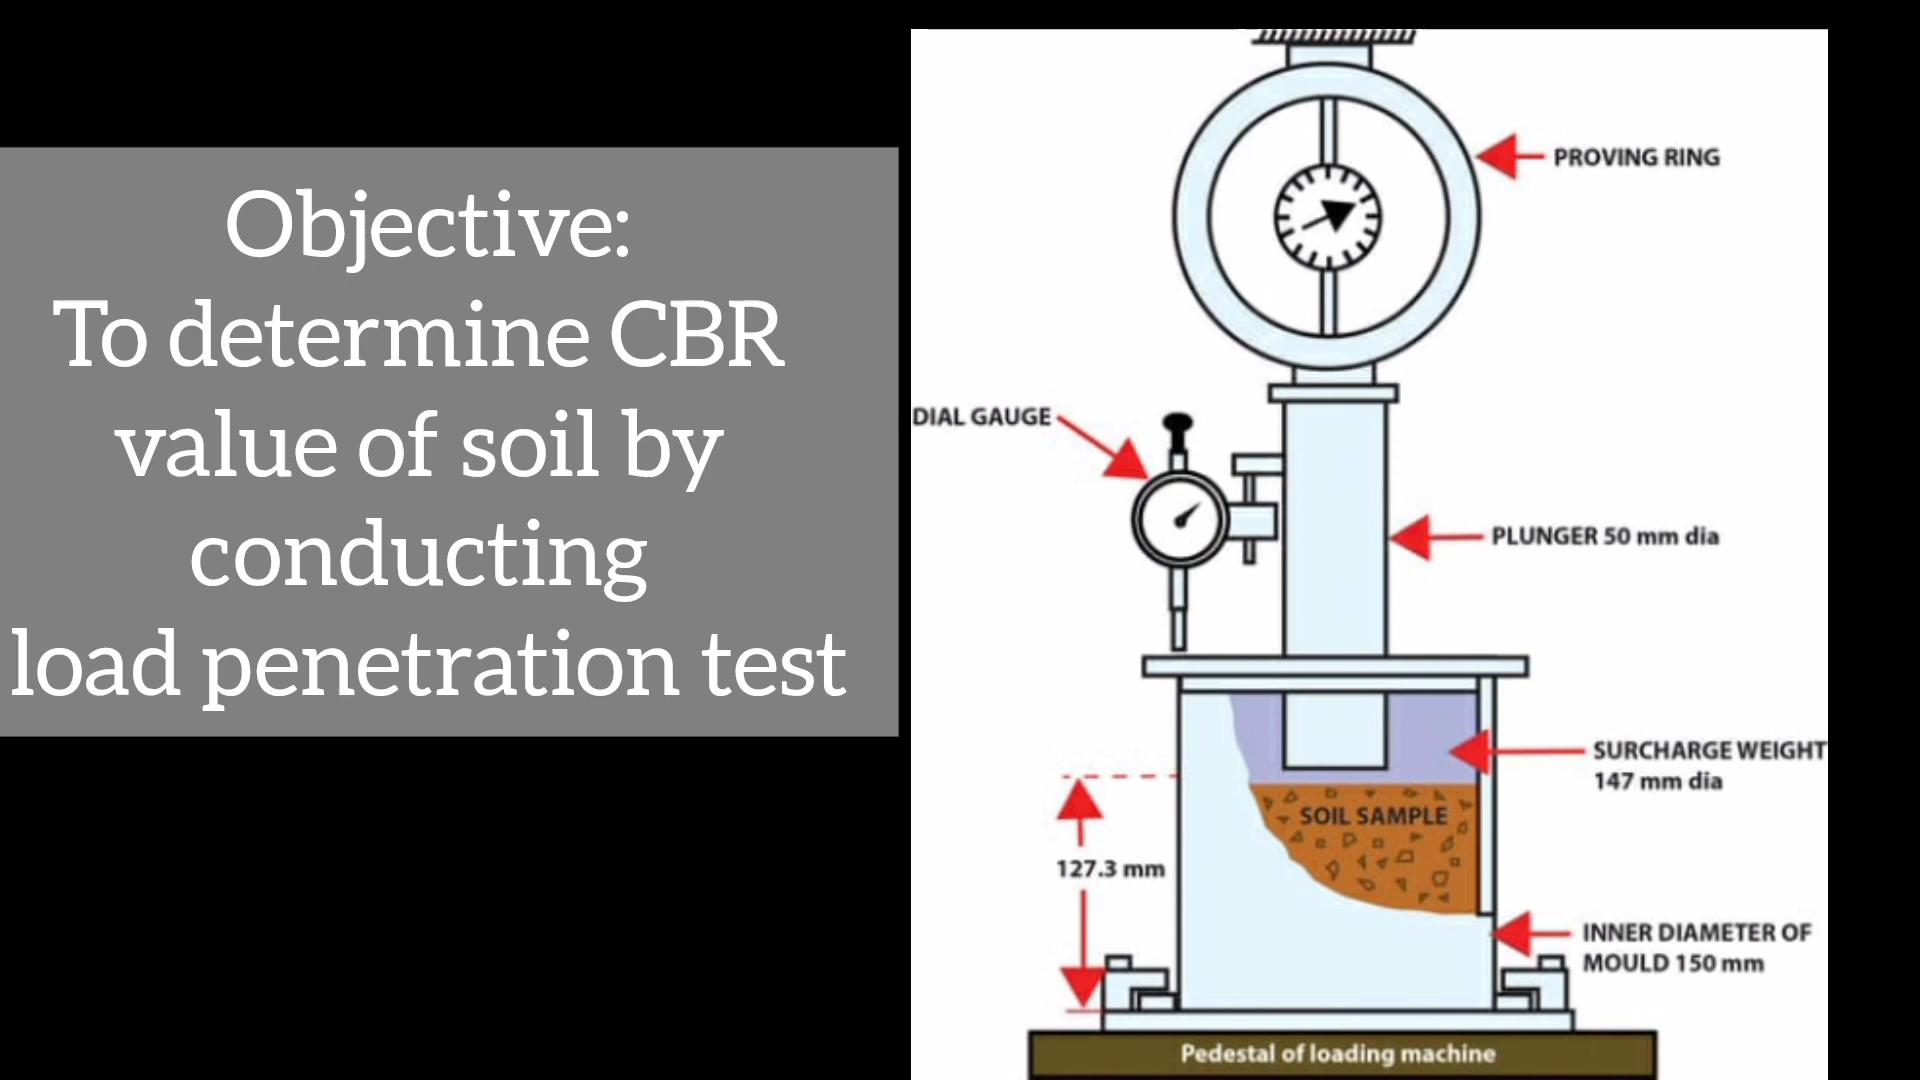 Objective:
To determine CBR
value of soil by
conducting
load penetration test
PROVING RING
DIAL GAUGE
PLUNGER 50 mm dia
SURCHARGE WEIGHT
147 mm dia
SOIL SAMPLE
127.3 mm
INNER DIAMETER OF
MOULD 150 mm
Pedestal of loading machine